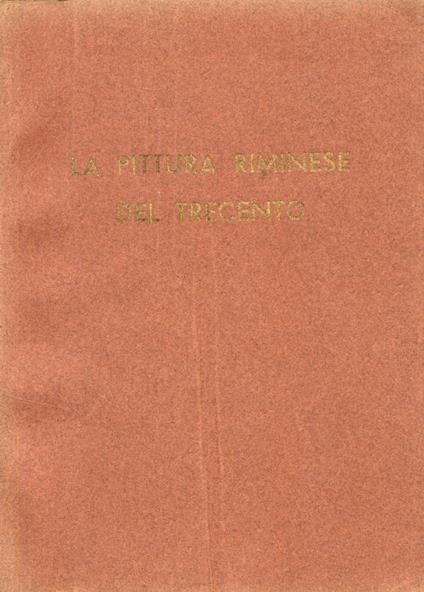 LA PITTURA RIMINESE
DEL TRECENTO